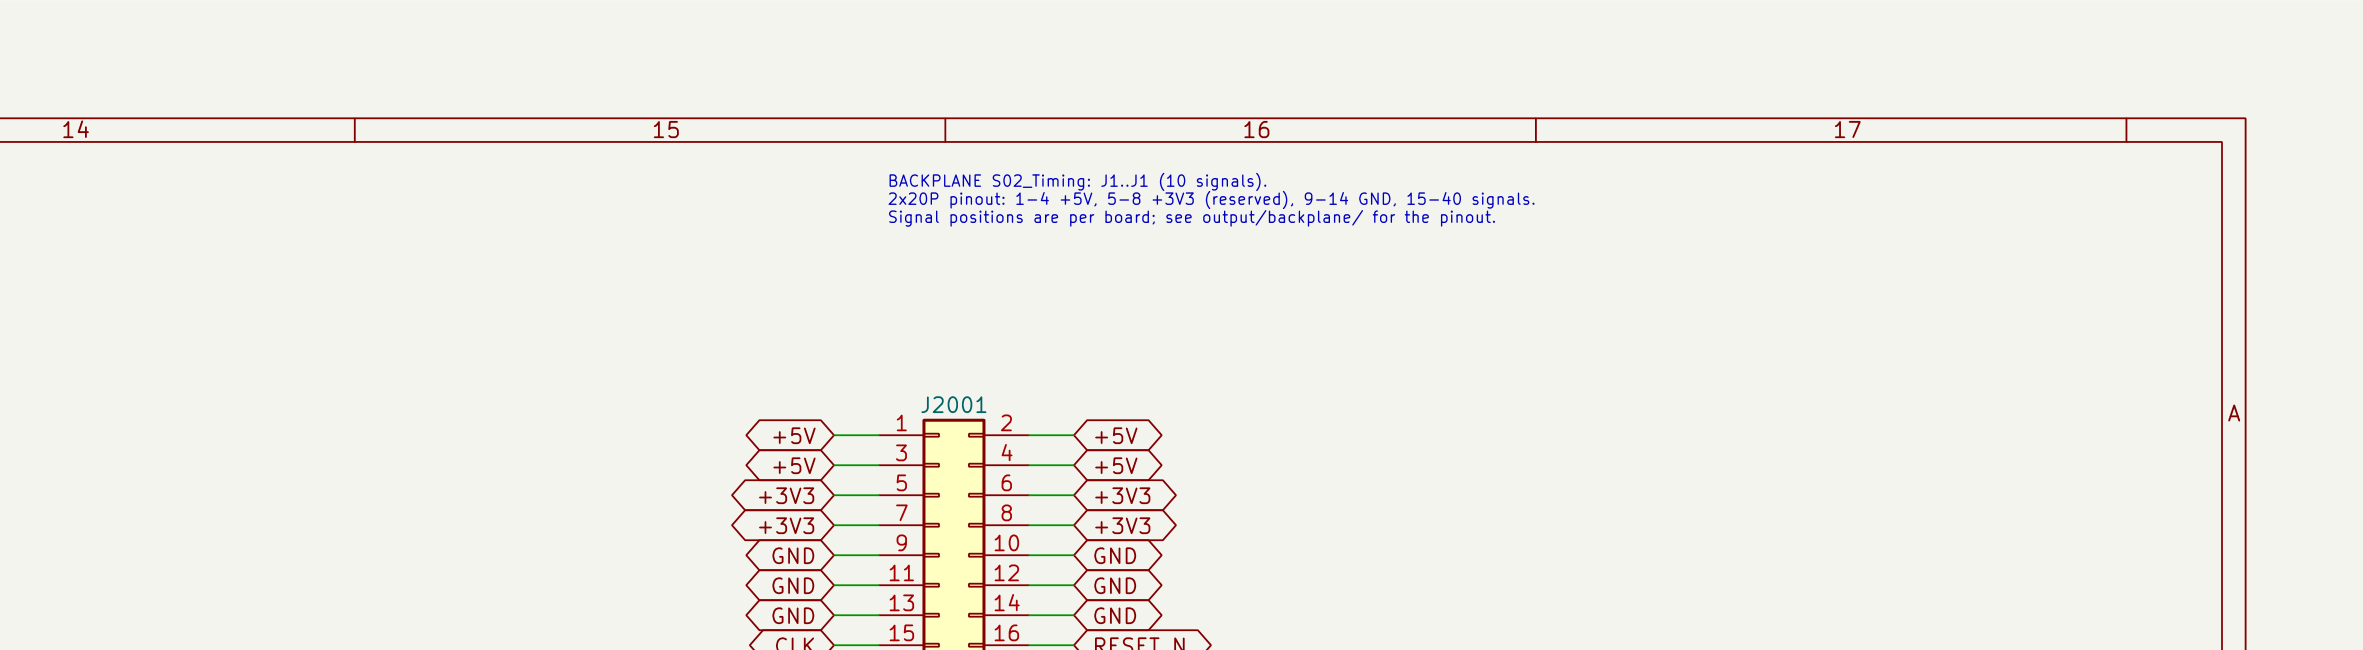 14 15 16 17
BACKPLANE S02_Timing: J1..J1 (10 signals).
2x20P pinout: 1-4 +5V, 5-8 +3V3 (reserved), 9-14 GND, 15-40 signals.
Signal positions are per board; see output/backplane/ for the pinout.
J2001
A
+5V 1 2 +5V
+5V 3 4 +5V
+3V3 5 6 +3V3
+3V3 7 8 +3V3
GND 9 10 GND
GND 11 12 GND
GND 13 14 GND
CLK 15 16 RESET_N